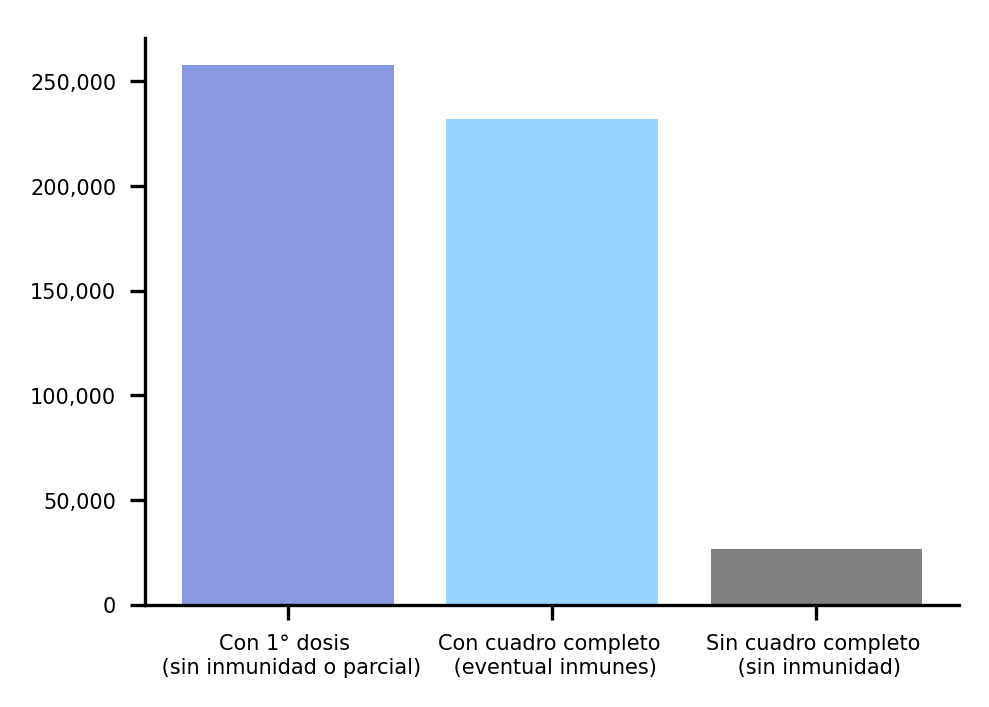 250,000
200,000
150,000
100,000
50,000
0
Con 1° dosis
(sin inmunidad o parcial)
Con cuadro completo
(eventual inmunes)
Sin cuadro completo
(sin inmunidad)